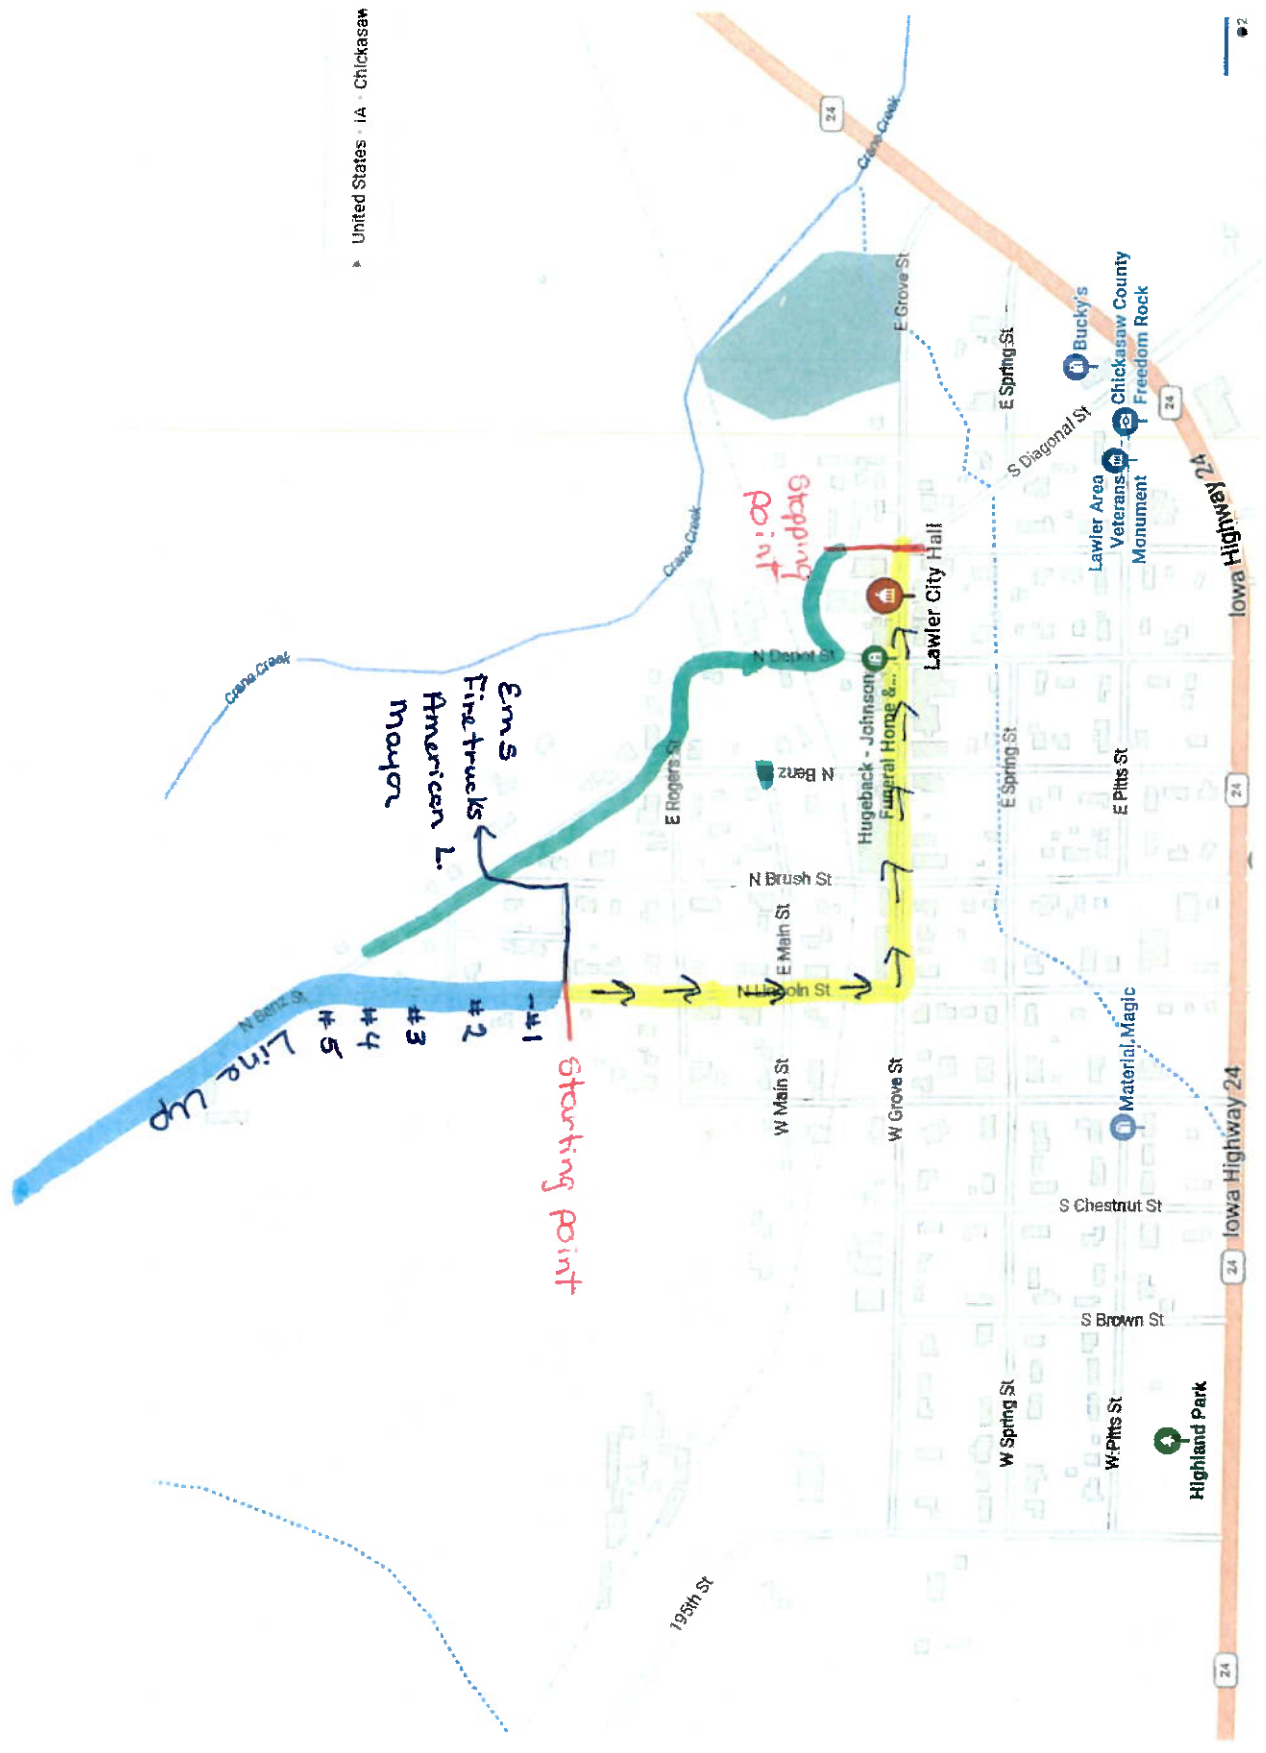 United States · IA · Chickasaw
2
24
Crane Creek
E Grove St
E Spring St
Bucky's
Chickasaw County
Freedom Rock
24
S Diagonal St
Lawler Area
Veterans
Monument
Iowa Highway 24
Stopping
point
Crane Creek
Lawler City Hall
N Depot St
Hugeback - Johnson
Funeral Home &...
Crane Creek
Ems
Firetrucks
American L.
Mayor
E Rogers St
N Benz
E Spring St
E Pitts St
24
N Brush St
E Main St
N Lincoln St
N Benz St
Line Up
#5
#4
#3
#2
#1
Starting point
W Main St
W Grove St
Material Magic
Iowa Highway 24
S Chestnut St
24
S Brown St
W Spring St
W Pitts St
Highland Park
195th St
24